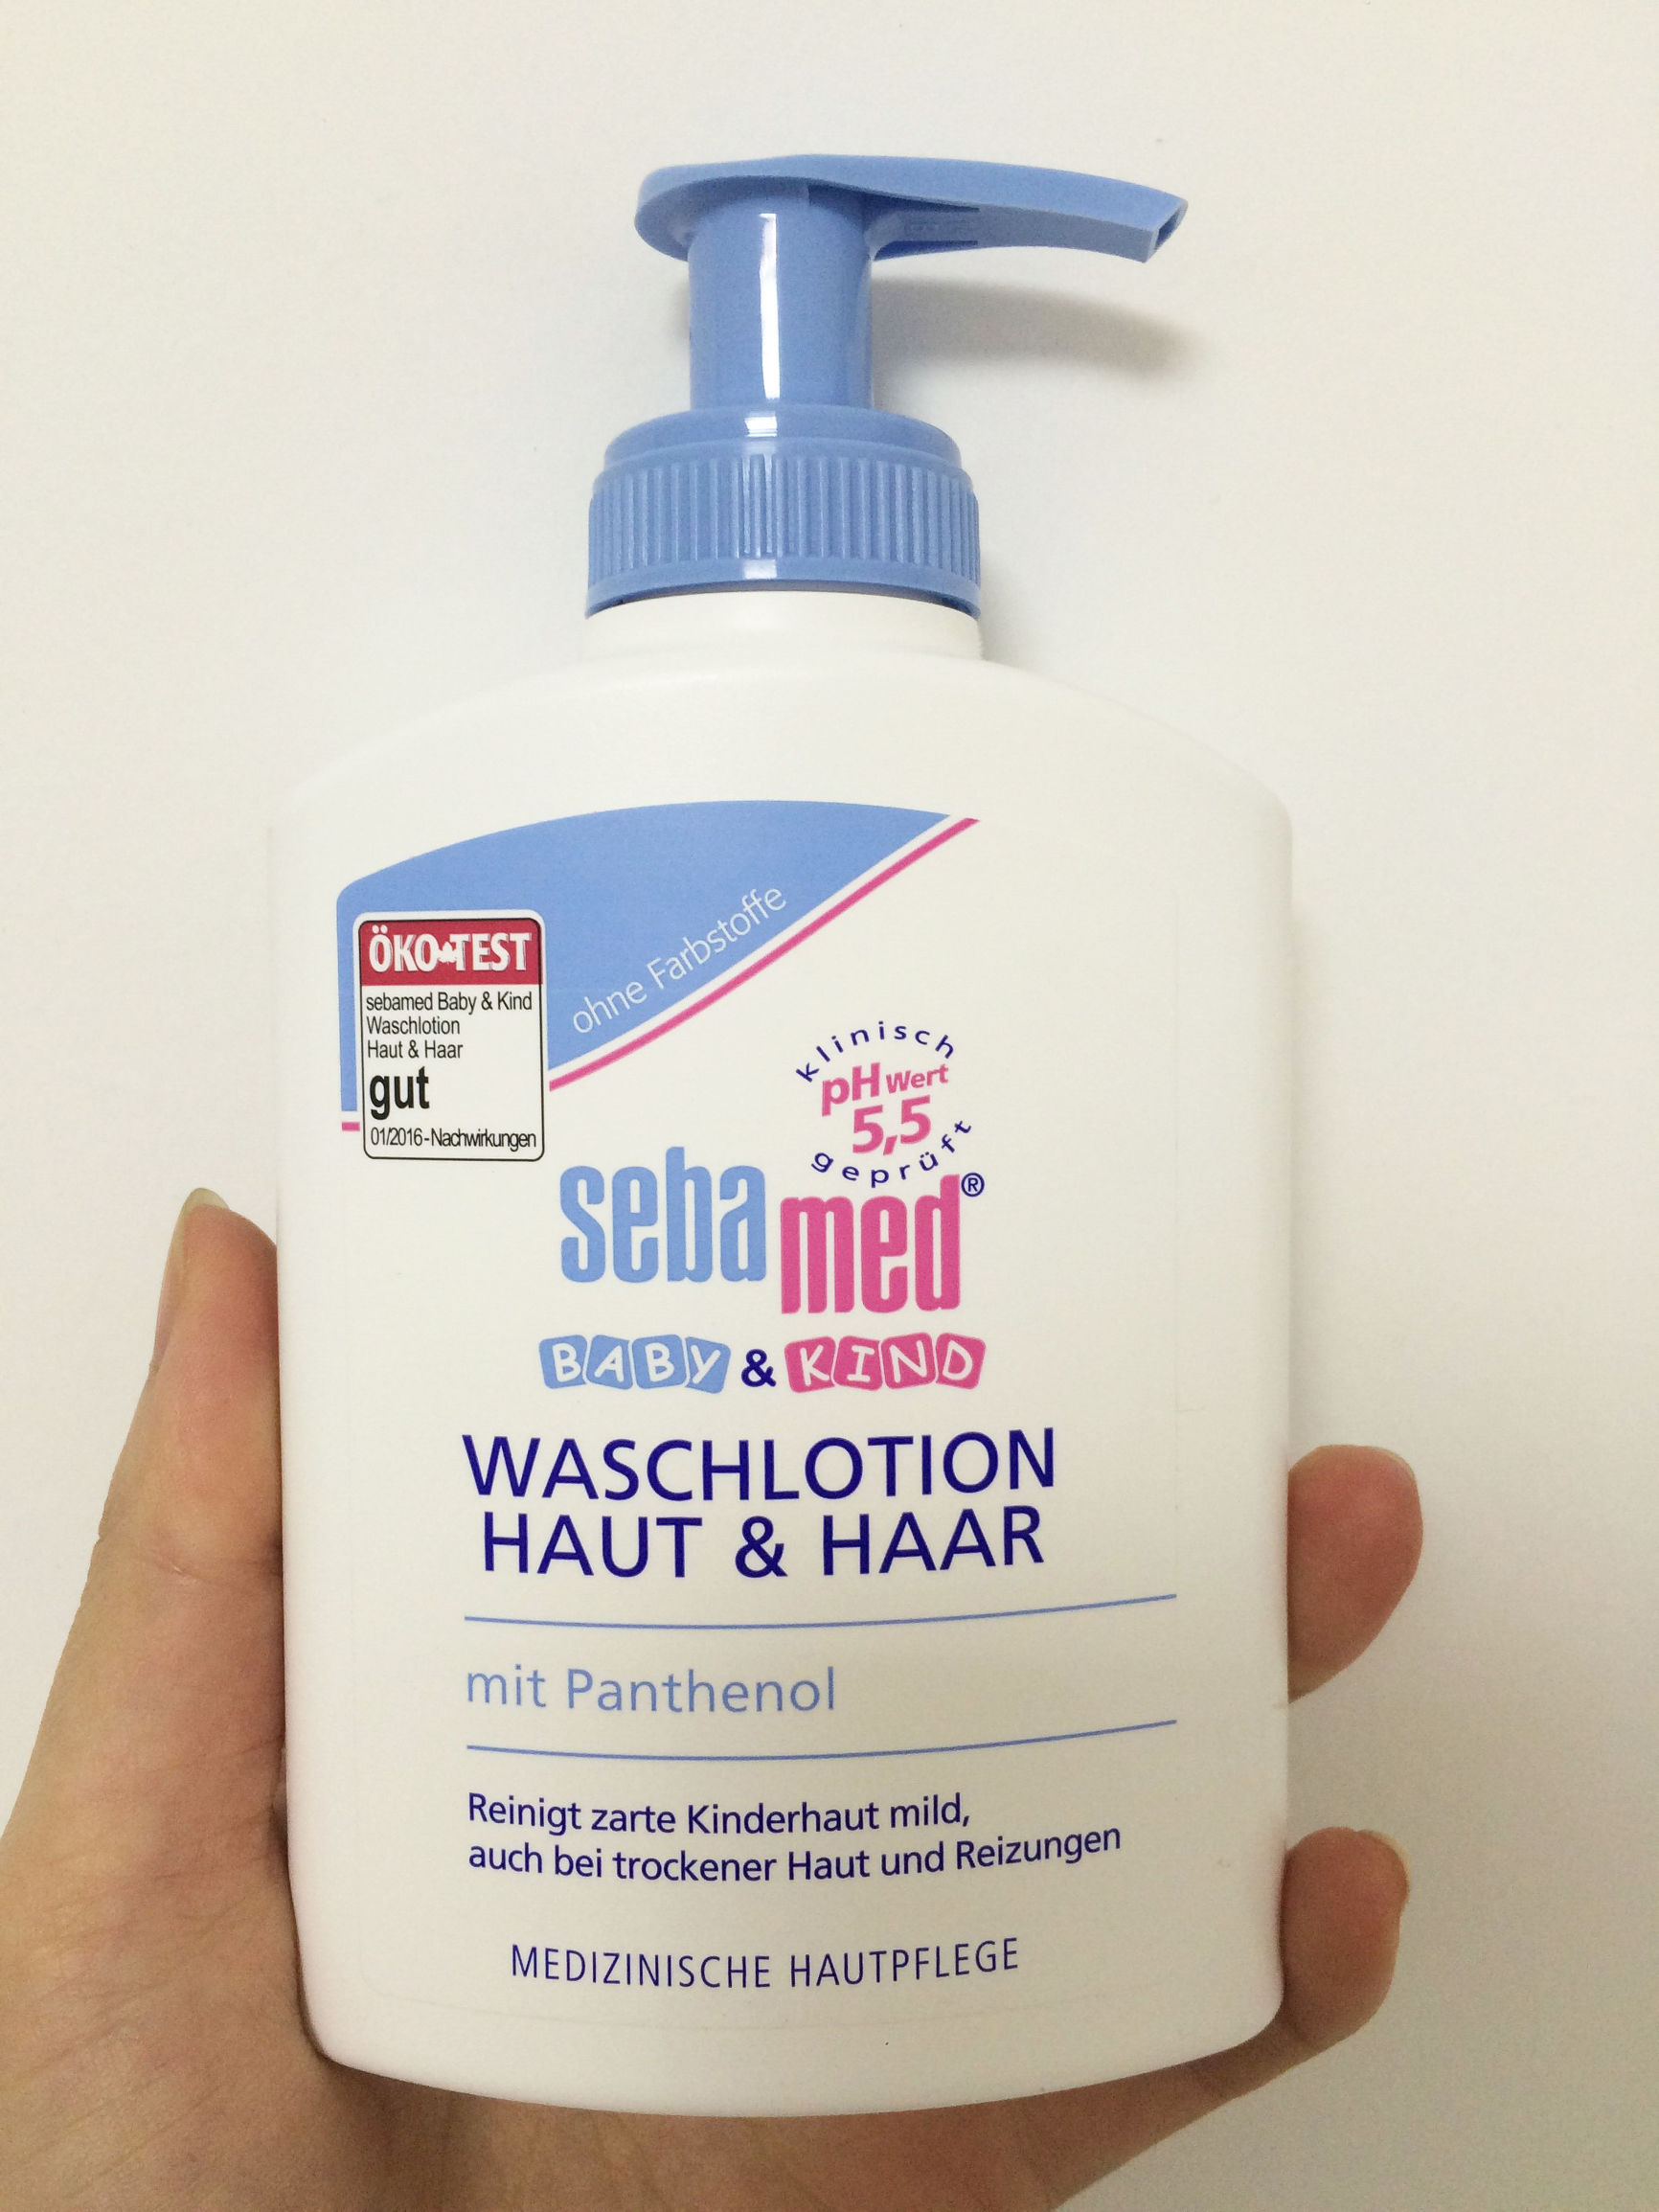 ohne Farbstoffe
ÖKO TEST
sebamed Baby & Kind
Waschlotion
Haut & Haar
gut
01/2016-Nachwirkungen
klinisch
pH Wert
5,5
geprüft
sebamed®
BABY & KIND
WASCHLOTION
HAUT & HAAR
mit Panthenol
Reinigt zarte Kinderhaut mild,
auch bei trockener Haut und Reizungen
MEDIZINISCHE HAUTPFLEGE